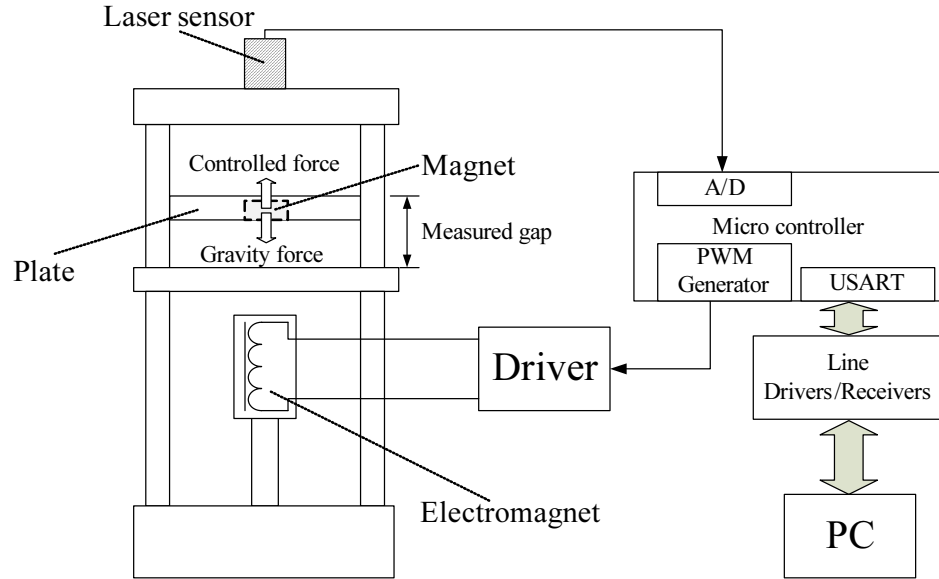 Laser sensor
Controlled force
Magnet
A/D
Micro controller
Measured gap
Gravity force
Plate
PWM
Generator
USART
Driver
Line
Drivers/Receivers
Electromagnet
PC